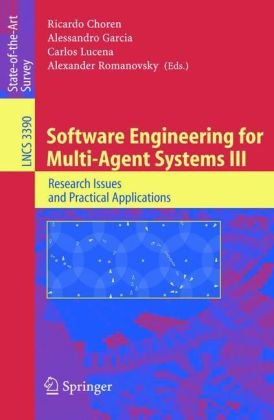 Ricardo Choren
Alessandro Garcia
Carlos Lucena
Alexander Romanovsky (Eds.)
State-of-the-Art
Survey
LNCS 3390
Software Engineering for
Multi-Agent Systems III
Research Issues
and Practical Applications
Springer